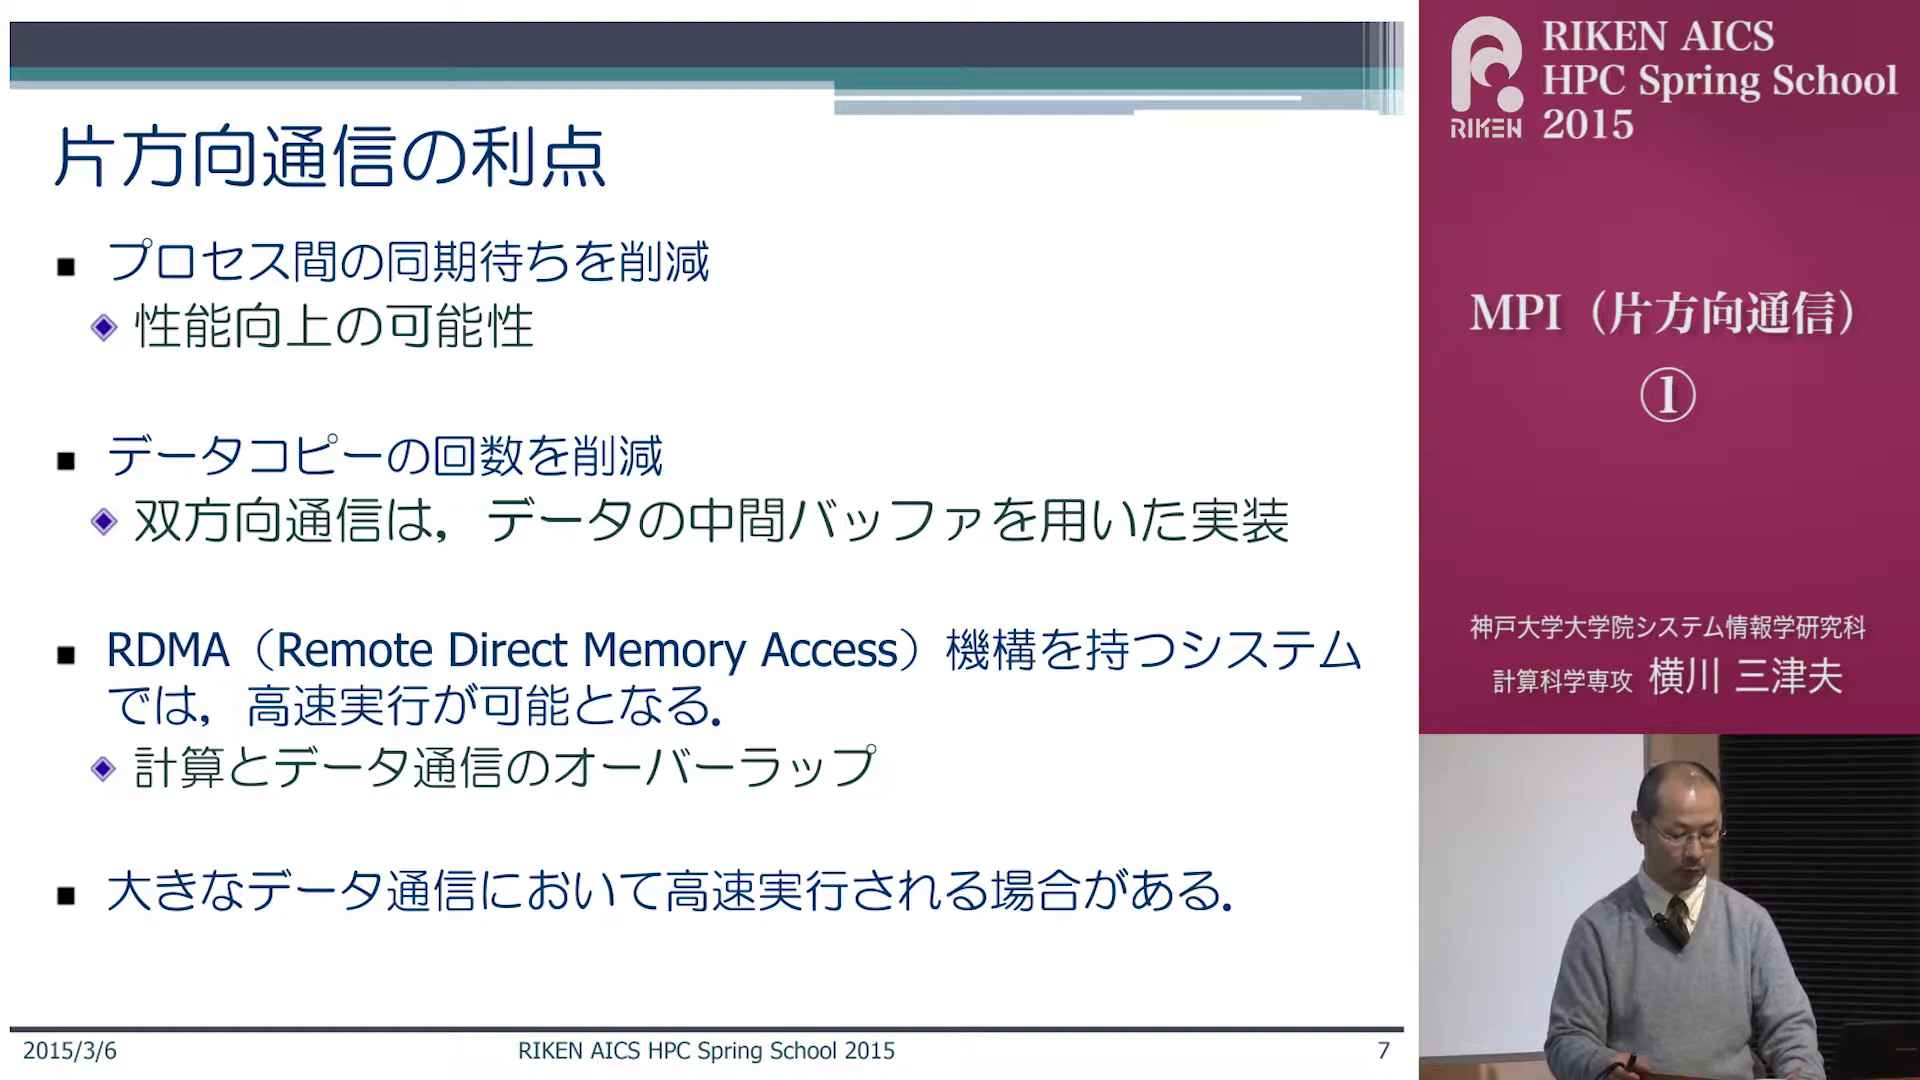 片方向通信の利点
プロセス間の同期待ちを削減
性能向上の可能性
データコピーの回数を削減
双方向通信は，データの中間バッファを用いた実装
RDMA（Remote Direct Memory Access）機構を持つシステム
では，高速実行が可能となる．
計算とデータ通信のオーバーラップ
大きなデータ通信において高速実行される場合がある．
2015/3/6
RIKEN AICS HPC Spring School 2015
7
RIKEN
RIKEN AICS
HPC Spring School
2015
MPI（片方向通信）
①
神戸大学大学院システム情報学研究科
計算科学専攻 横川 三津夫